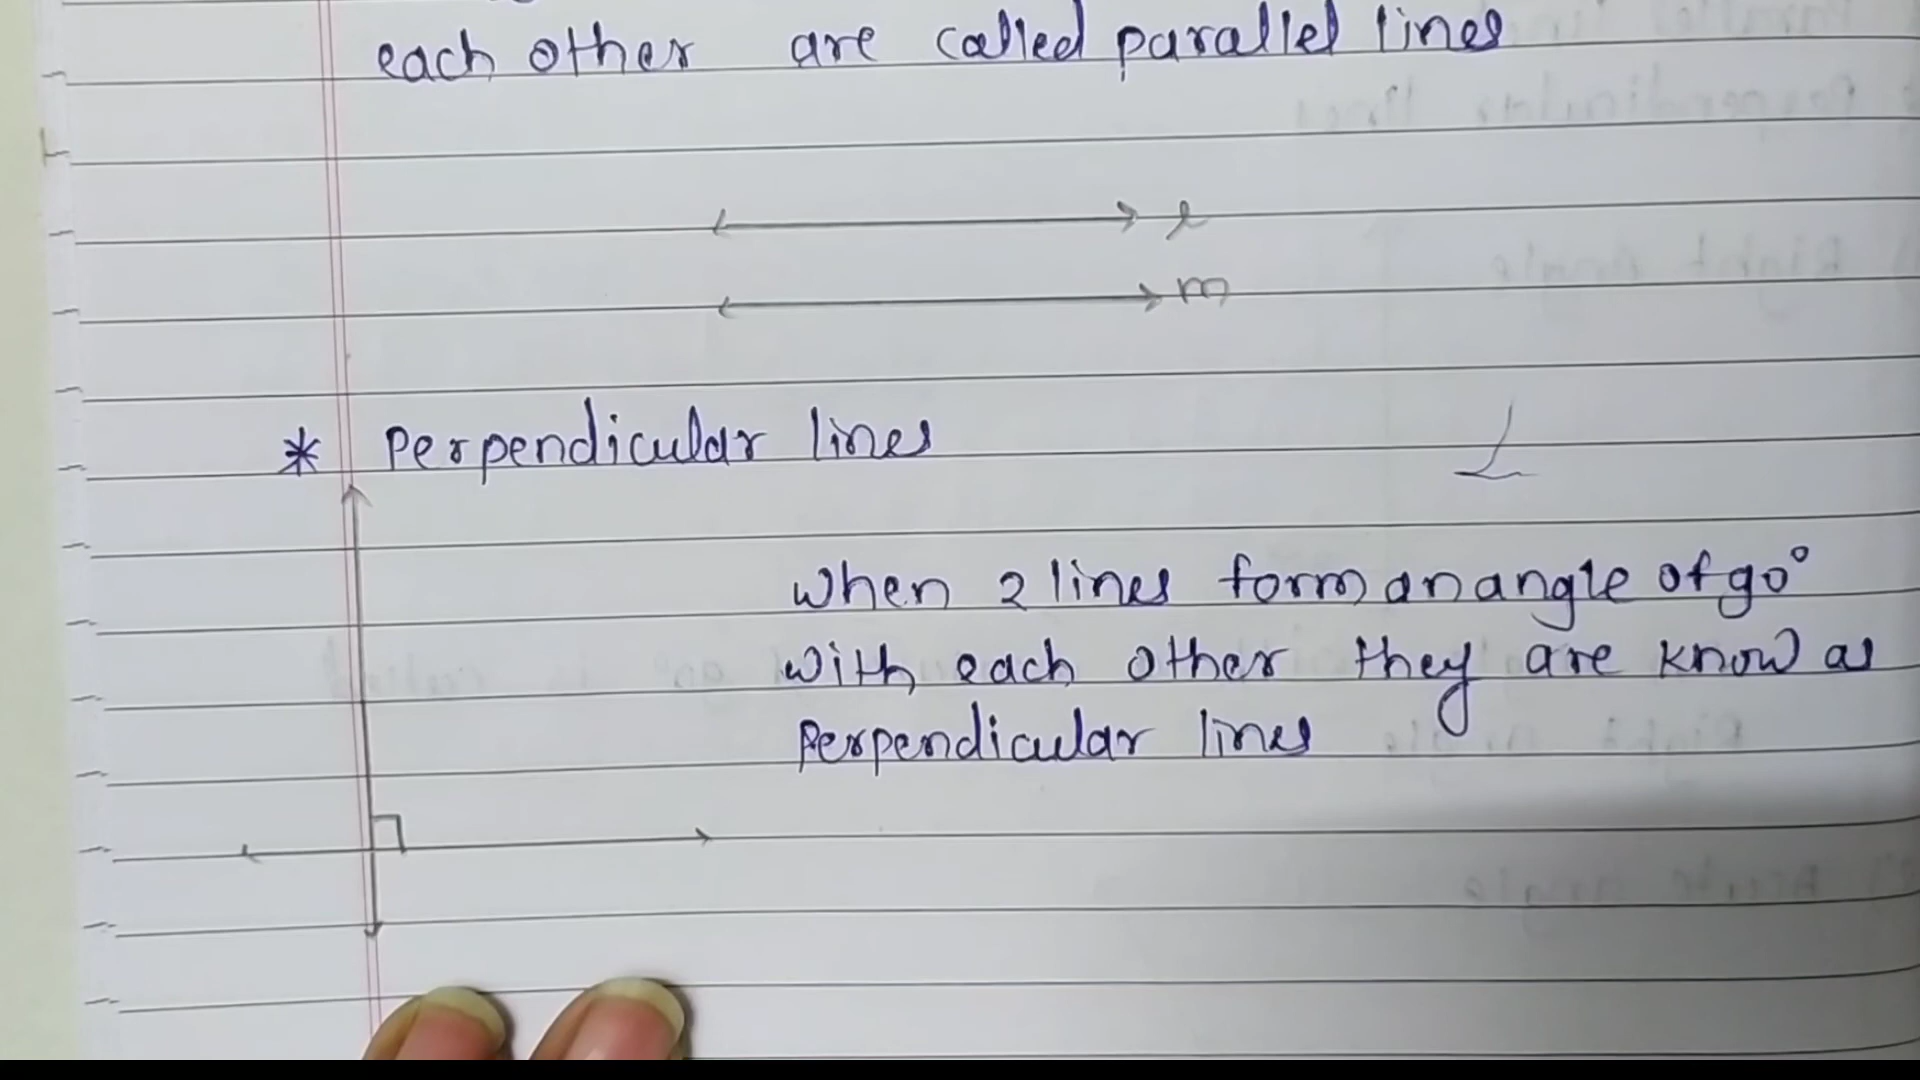 each other are called parallel lines
l
m
* Perpendicular lines
when 2 lines form an angle of 90°
with each other they are know as
Perpendicular lines